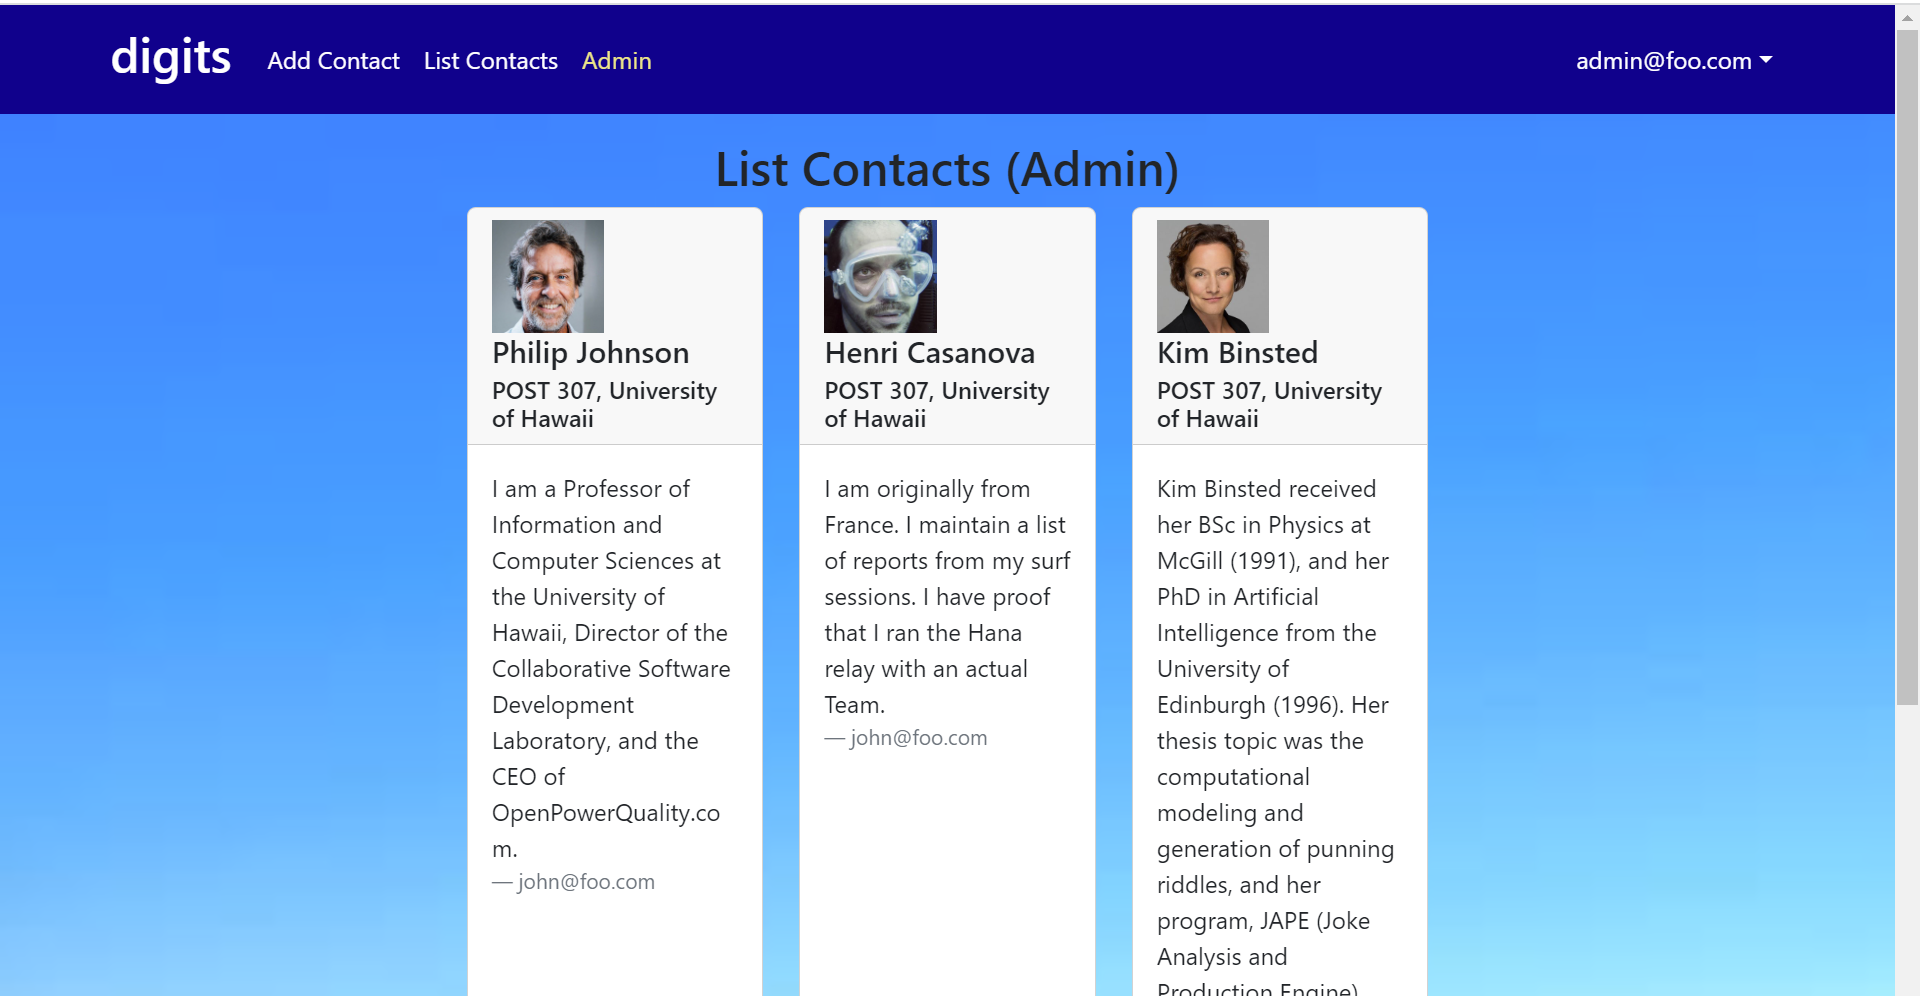 digits Add Contact List Contacts Admin admin@foo.com
List Contacts (Admin)
Philip Johnson
POST 307, University
of Hawaii
I am a Professor of
Information and
Computer Sciences at
the University of
Hawaii, Director of the
Collaborative Software
Development
Laboratory, and the
CEO of
OpenPowerQuality.co
m.
— john@foo.com
Henri Casanova
POST 307, University
of Hawaii
I am originally from
France. I maintain a list
of reports from my surf
sessions. I have proof
that I ran the Hana
relay with an actual
Team.
— john@foo.com
Kim Binsted
POST 307, University
of Hawaii
Kim Binsted received
her BSc in Physics at
McGill (1991), and her
PhD in Artificial
Intelligence from the
University of
Edinburgh (1996). Her
thesis topic was the
computational
modeling and
generation of punning
riddles, and her
program, JAPE (Joke
Analysis and
Production Engine)